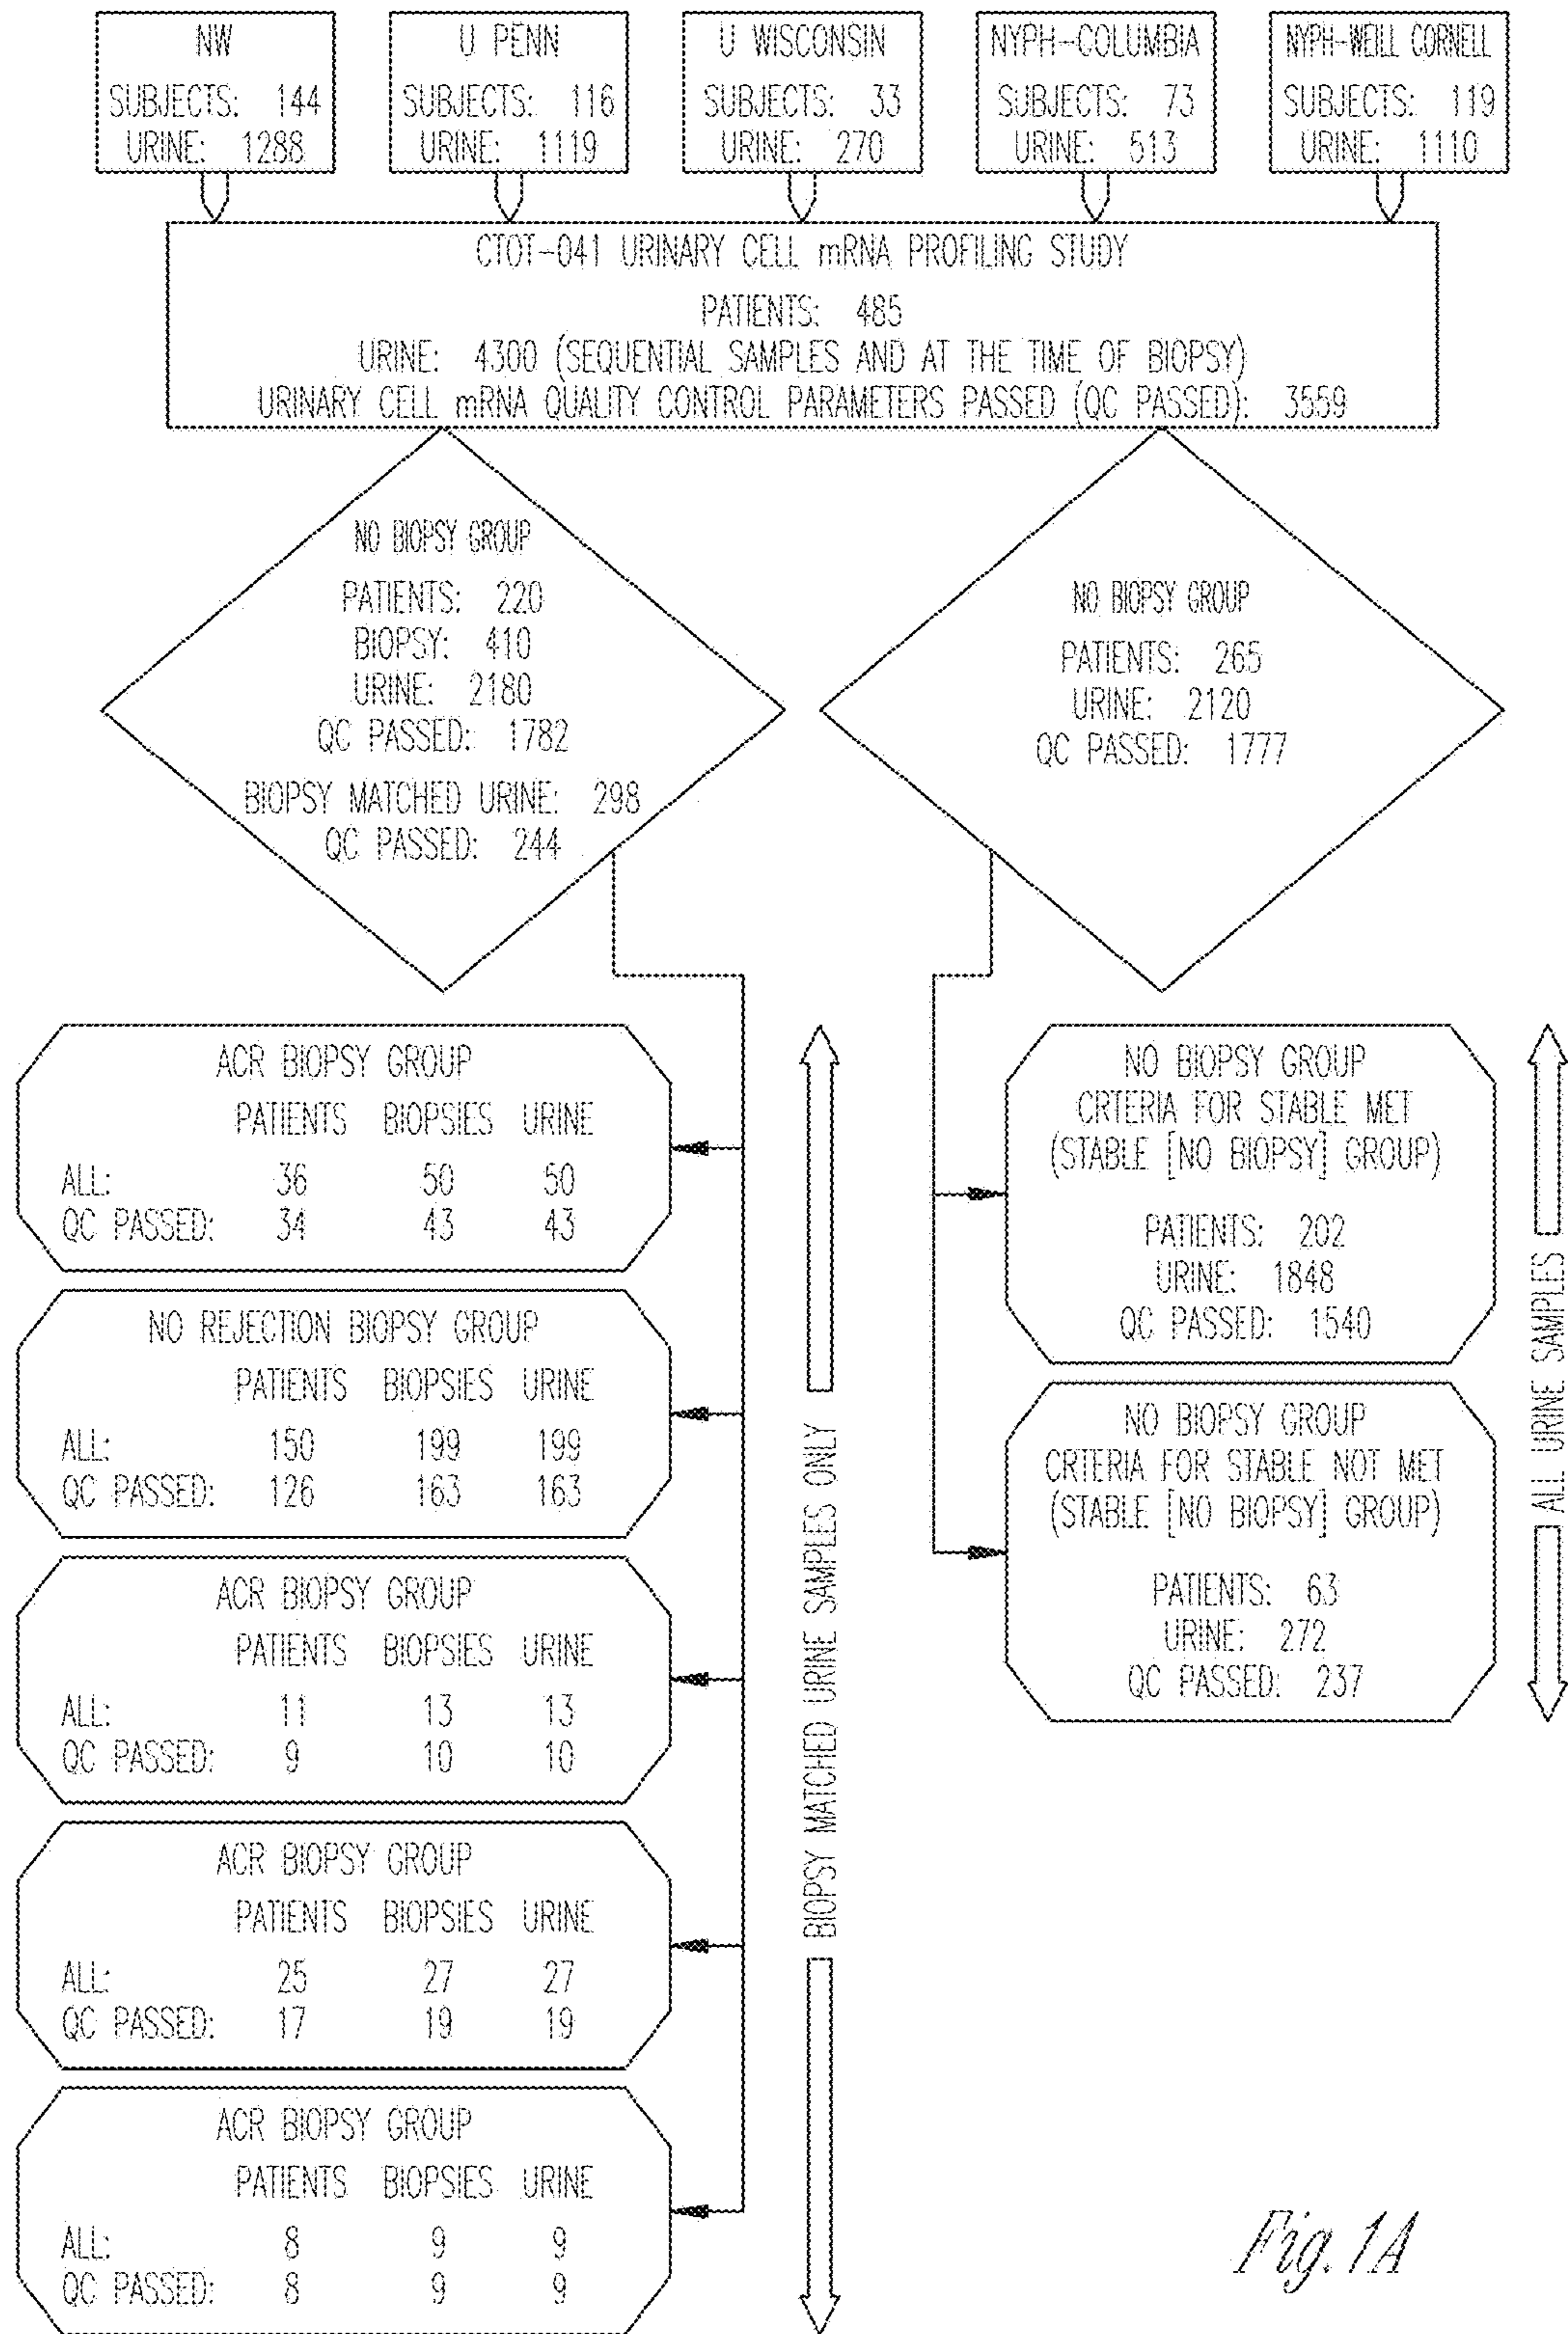 NW
SUBJECTS: 144
URINE: 1288
U PENN
SUBJECTS: 116
URINE: 1119
U WISCONSIN
SUBJECTS: 33
URINE: 270
NYPH-COLUMBIA
SUBJECTS: 73
URINE: 513
NYPH-WEILL CORNELL
SUBJECTS: 119
URINE: 1110
CTOT-041 URINARY CELL mRNA PROFILING STUDY
PATIENTS: 485
URINE: 4300 (SEQUENTIAL SAMPLES AND AT THE TIME OF BIOPSY)
URINARY CELL mRNA QUALITY CONTROL PARAMETERS PASSED (QC PASSED): 3559
NO BIOPSY GROUP
PATIENTS: 220
BIOPSY: 410
URINE: 2180
QC PASSED: 1782
BIOPSY MATCHED URINE: 298
QC PASSED: 244
NO BIOPSY GROUP
PATIENTS: 265
URINE: 2120
QC PASSED: 1777
ACR BIOPSY GROUP
PATIENTS BIOPSIES URINE
ALL: 36 50 50
QC PASSED: 34 43 43
NO REJECTION BIOPSY GROUP
PATIENTS BIOPSIES URINE
ALL: 150 199 199
QC PASSED: 126 163 163
ACR BIOPSY GROUP
PATIENTS BIOPSIES URINE
ALL: 11 13 13
QC PASSED: 9 10 10
ACR BIOPSY GROUP
PATIENTS BIOPSIES URINE
ALL: 25 27 27
QC PASSED: 17 19 19
ACR BIOPSY GROUP
PATIENTS BIOPSIES URINE
ALL: 8 9 9
QC PASSED: 8 9 9
BIOPSY MATCHED URINE SAMPLES ONLY
NO BIOPSY GROUP
CRTERIA FOR STABLE MET
(STABLE [NO BIOPSY] GROUP)
PATIENTS: 202
URINE: 1848
QC PASSED: 1540
NO BIOPSY GROUP
CRTERIA FOR STABLE NOT MET
(STABLE [NO BIOPSY] GROUP)
PATIENTS: 63
URINE: 272
QC PASSED: 237
ALL URINE SAMPLES
Fig. 1A